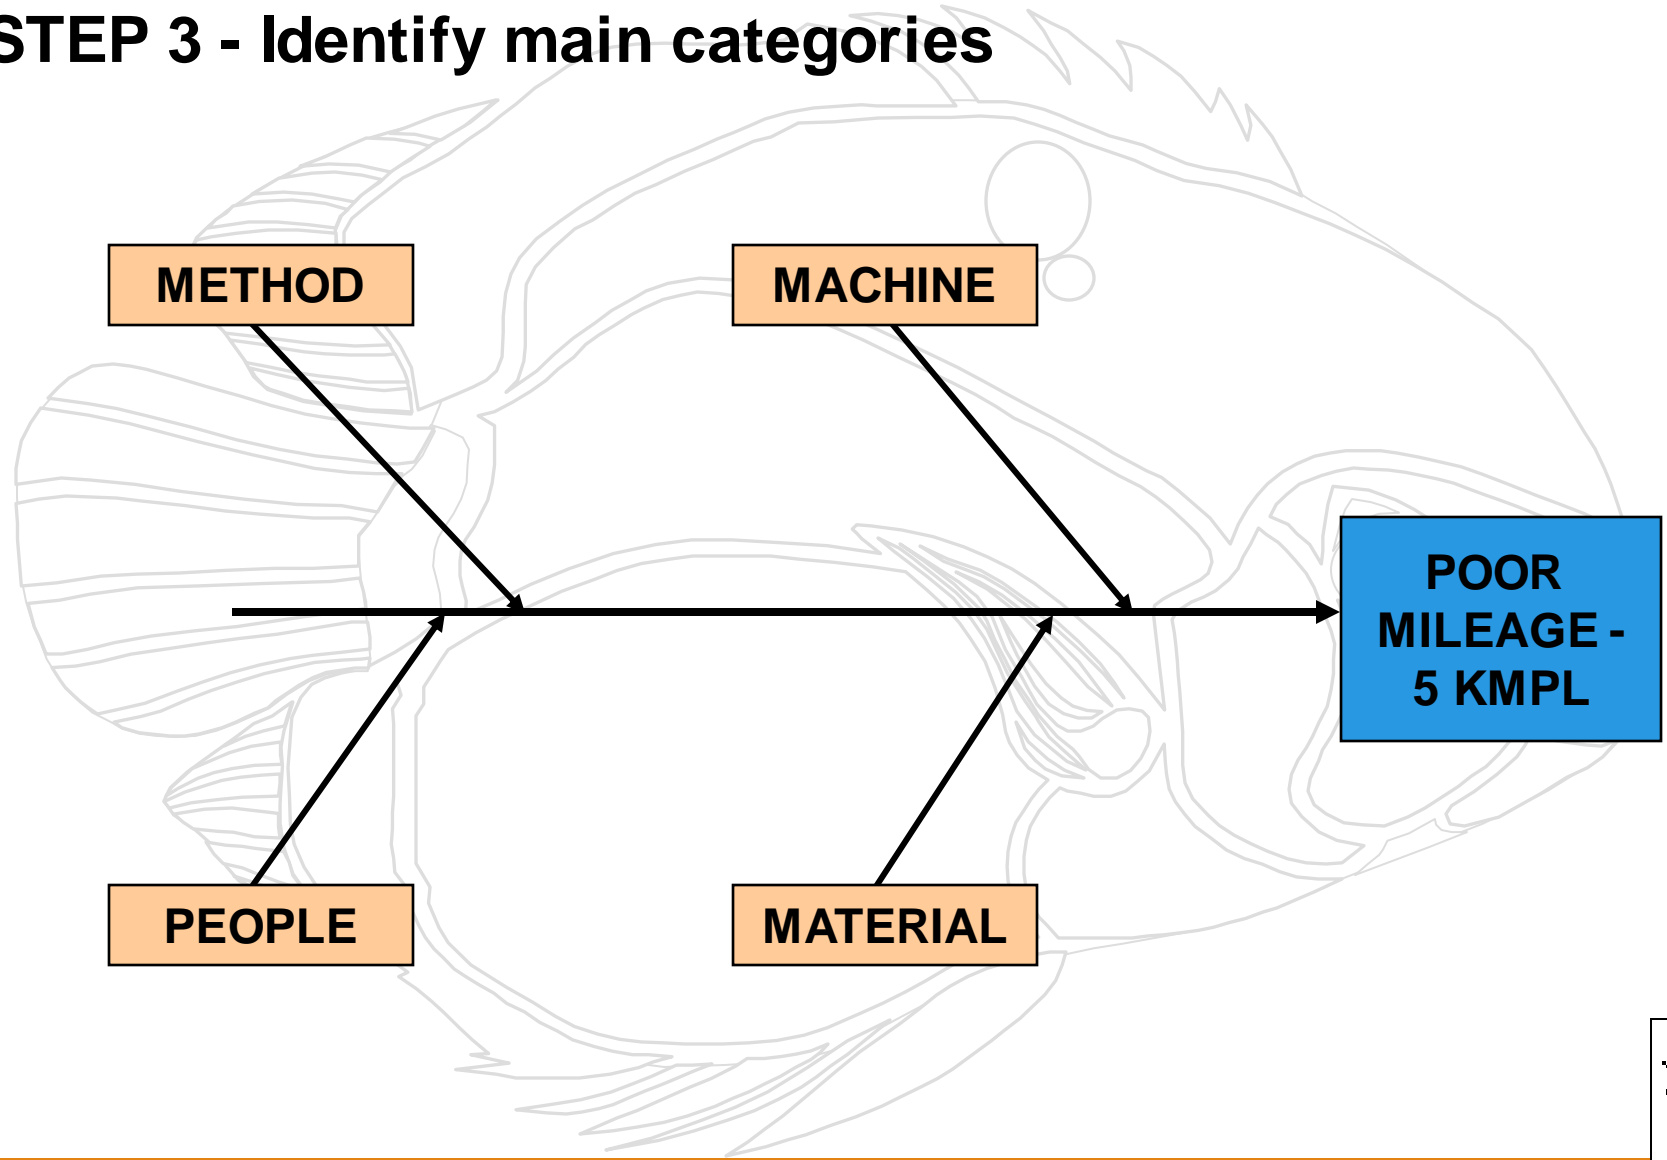 STEP 3 - Identify main categories
METHOD
MACHINE
POOR
MILEAGE -
5 KMPL
PEOPLE
MATERIAL